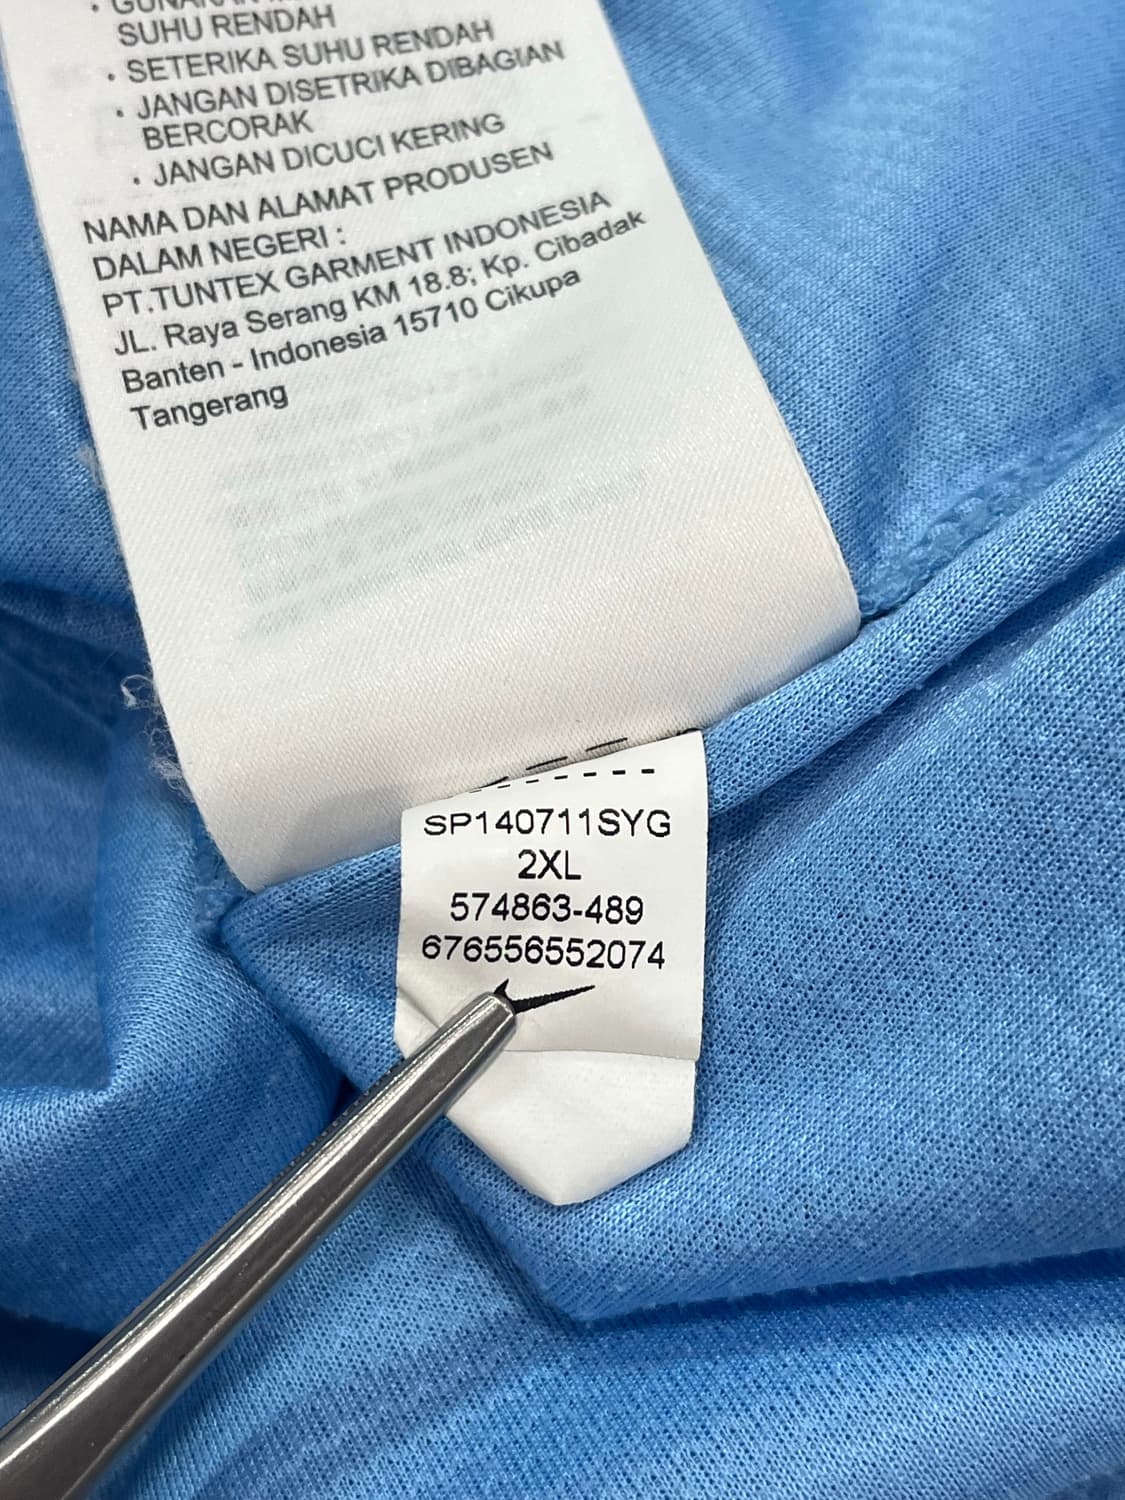 SUHU RENDAH
• SETERIKA SUHU RENDAH
• JANGAN DISETRIKA DIBAGIAN
BERCORAK
• JANGAN DICUCI KERING
NAMA DAN ALAMAT PRODUSEN
DALAM NEGERI :
PT.TUNTEX GARMENT INDONESIA
JL. Raya Serang KM 18.8; Kp. Cibadak
Banten - Indonesia 15710 Cikupa
Tangerang
SP140711SYG
2XL
574863-489
676556552074